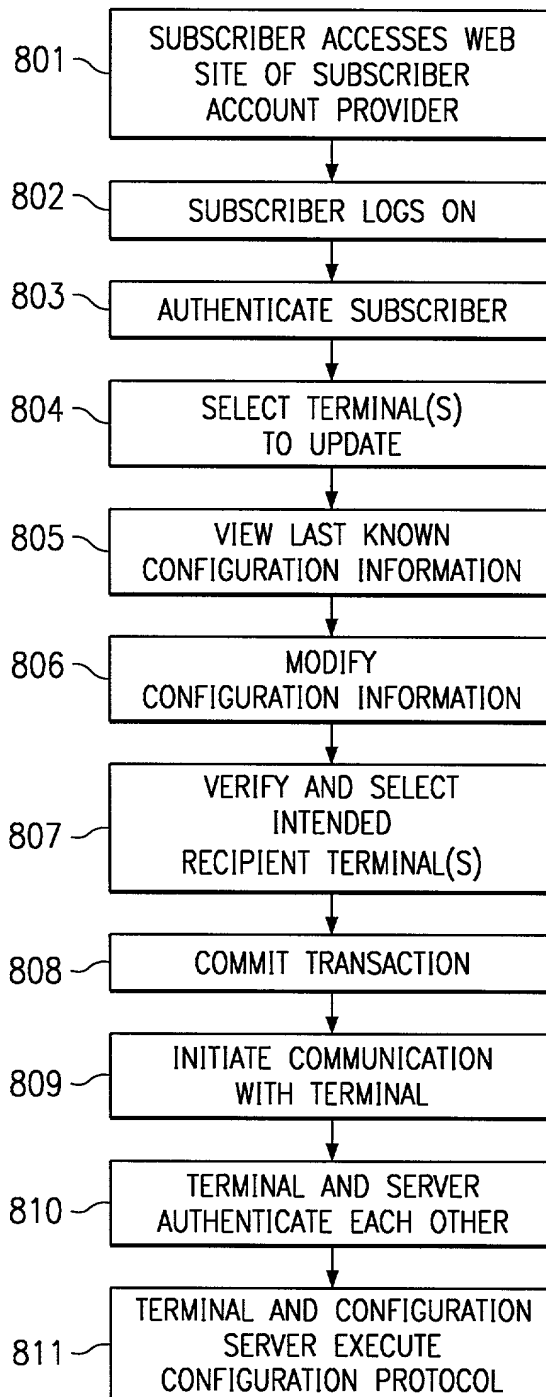 801
SUBSCRIBER ACCESSES WEB
SITE OF SUBSCRIBER
ACCOUNT PROVIDER
802
SUBSCRIBER LOGS ON
803
AUTHENTICATE SUBSCRIBER
804
SELECT TERMINAL(S)
TO UPDATE
805
VIEW LAST KNOWN
CONFIGURATION INFORMATION
806
MODIFY
CONFIGURATION INFORMATION
807
VERIFY AND SELECT
INTENDED
RECIPIENT TERMINAL(S)
808
COMMIT TRANSACTION
809
INITIATE COMMUNICATION
WITH TERMINAL
810
TERMINAL AND SERVER
AUTHENTICATE EACH OTHER
811
TERMINAL AND CONFIGURATION
SERVER EXECUTE
CONFIGURATION PROTOCOL